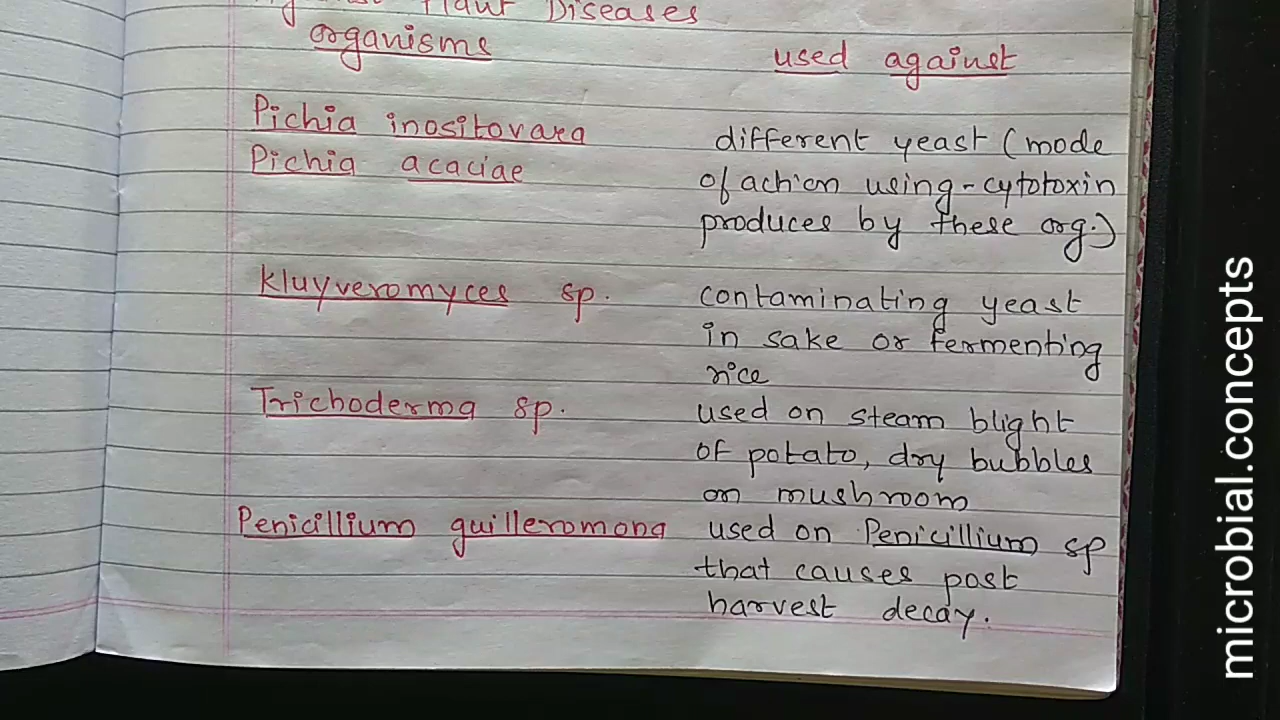 Plant Diseases
organisms used against
Pichia inositovara different yeast (mode
Pichia acaciae of action using-cytotoxin
produces by these org.)
Kluyveromyces sp. contaminating yeast
in sake or fermenting
rice
Trichoderma sp. used on steam blight
of potato, dry bubbles
on mushroom
Penicillium guilleromona used on Penicillium sp
that causes post
harvest decay.
microbial.concepts